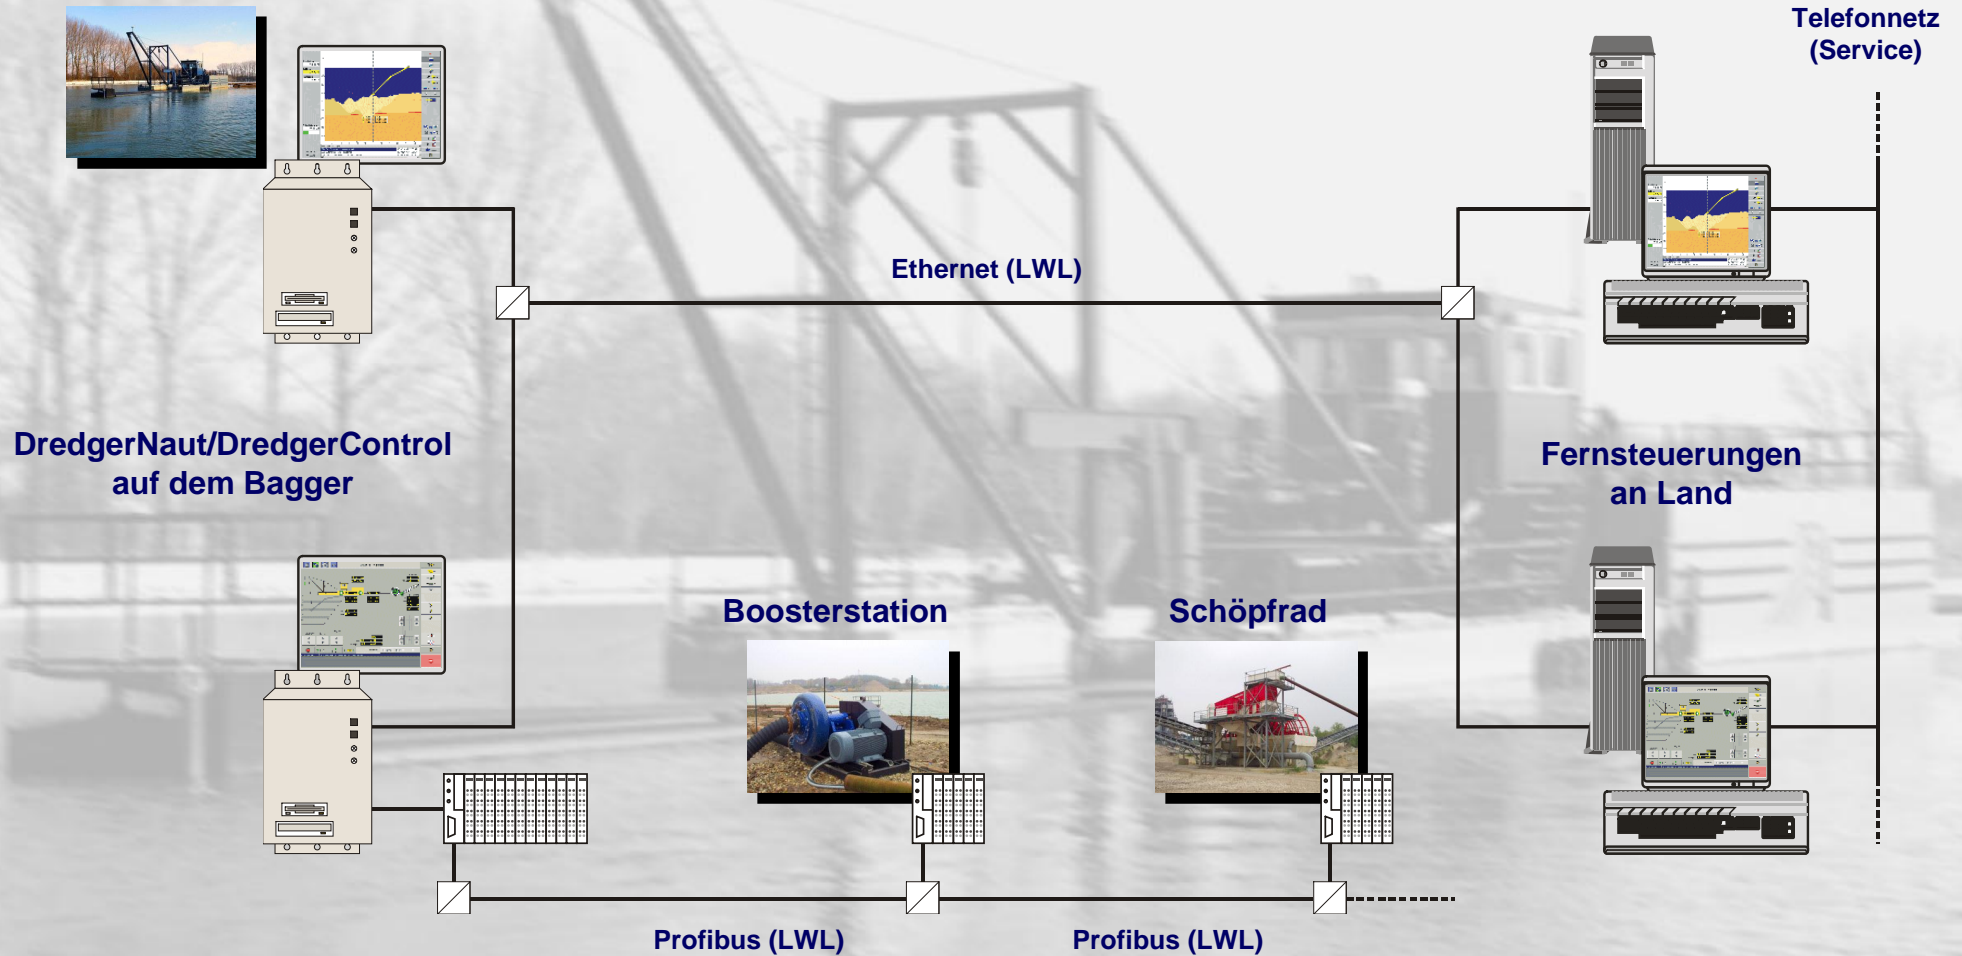 Telefonnetz
(Service)
Ethernet (LWL)
DredgerNaut/DredgerControl
auf dem Bagger
Fernsteuerungen
an Land
Boosterstation
Schöpfrad
Profibus (LWL)
Profibus (LWL)